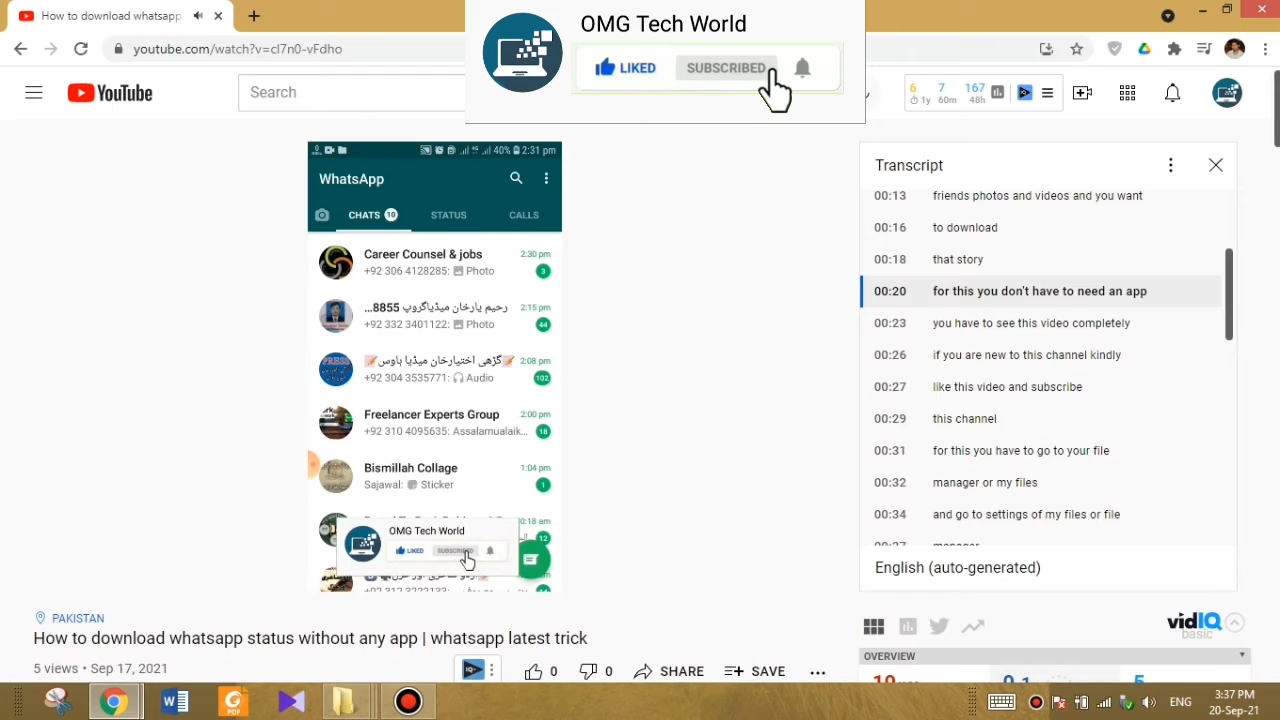 How to download whatsapp
OMG Tech World
LIKED
SUBSCRIBED
youtube.com/watch?v=cl7n0-vFdho
YouTube
Search
6 7 167
1y 60m 48h
2:31 pm
40%
WhatsApp
CHATS 10 STATUS CALLS
Career Counsel & jobs 2:30 pm
+92 306 4128285: Photo 3
رحیم یارخان میڈیاگروپ 8855... 2:15 pm
+92 332 3401122: Photo 44
گڑھی اختیارخان میڈیا ہاوس 2:08 pm
PRESS
+92 304 3535771: Audio 102
Freelancer Experts Group 2:00 pm
+92 310 4095635: Assalamualaik... 18
Bismillah Collage 1:04 pm
Sajawal: Sticker 1
0:18 am
OMG Tech World
12
LIKED SUBSCRIBED
Transcript
00:13 friends photos and videos and you want
00:16 to download
00:18 that story
00:20 for this you don't have to need an app
00:23 you have to see this video completely
00:26 if you are new to this channel kindly
00:27 like this video and subscribe
00:29 this channel
00:31 for this you have to go to your file
00:32 manager or my files
00:34 and go to settings of my files or file
manager
English (auto-generated)
PAKISTAN
How to download whatsapp status without any app | whatsapp latest trick
5 views • Sep 17, 2021
0 0 SHARE SAVE
vidIQ
basic
OVERVIEW
ENG
3:37 PM
20-Sep-21